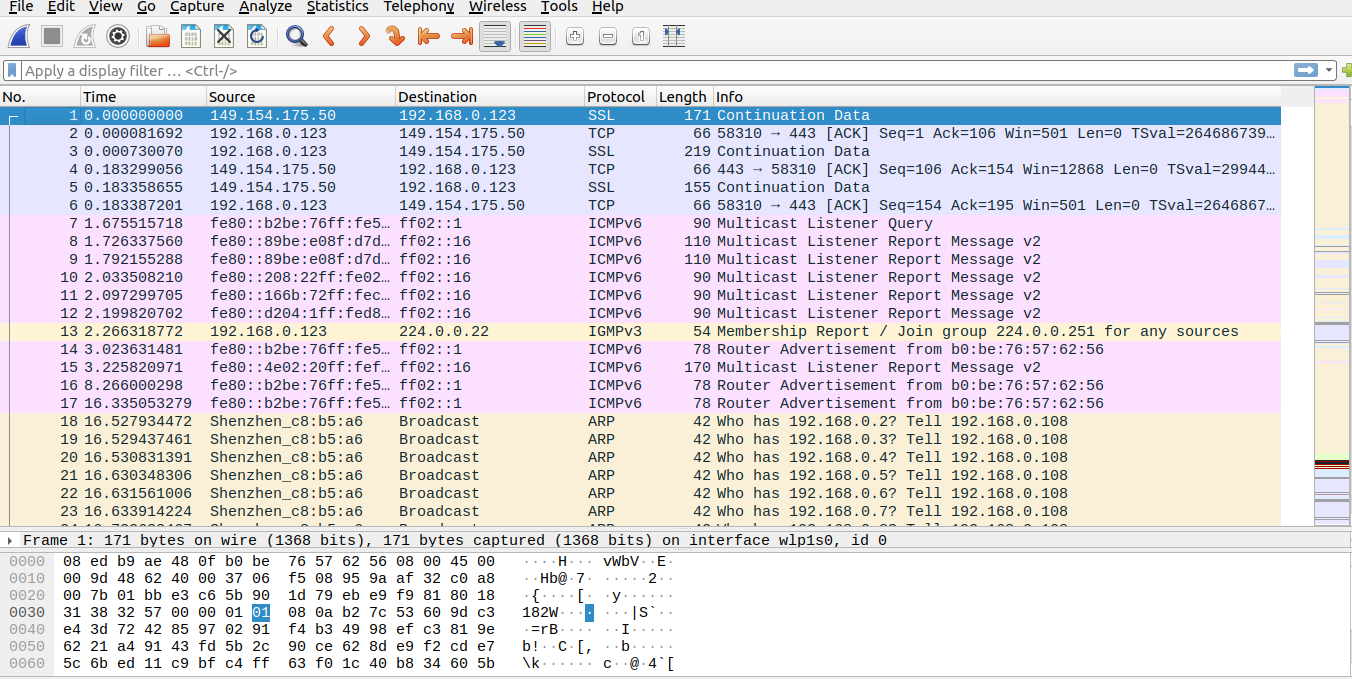 File Edit View Go Capture Analyze Statistics Telephony Wireless Tools Help
Apply a display filter … <Ctrl-/>
No. Time Source Destination Protocol Length Info
1 0.000000000 149.154.175.50 192.168.0.123 SSL 171 Continuation Data
2 0.000081692 192.168.0.123 149.154.175.50 TCP 66 58310 → 443 [ACK] Seq=1 Ack=106 Win=501 Len=0 TSval=264686739…
3 0.000730070 192.168.0.123 149.154.175.50 SSL 219 Continuation Data
4 0.183299056 149.154.175.50 192.168.0.123 TCP 66 443 → 58310 [ACK] Seq=106 Ack=154 Win=12868 Len=0 TSval=29944…
5 0.183358655 149.154.175.50 192.168.0.123 SSL 155 Continuation Data
6 0.183387201 192.168.0.123 149.154.175.50 TCP 66 58310 → 443 [ACK] Seq=154 Ack=195 Win=501 Len=0 TSval=2646867…
7 1.675515718 fe80::b2be:76ff:fe5… ff02::1 ICMPv6 90 Multicast Listener Query
8 1.726337560 fe80::89be:e08f:d7d… ff02::16 ICMPv6 110 Multicast Listener Report Message v2
9 1.792155288 fe80::89be:e08f:d7d… ff02::16 ICMPv6 110 Multicast Listener Report Message v2
10 2.033508210 fe80::208:22ff:fe02… ff02::16 ICMPv6 90 Multicast Listener Report Message v2
11 2.097299705 fe80::166b:72ff:fec… ff02::16 ICMPv6 90 Multicast Listener Report Message v2
12 2.199820702 fe80::d204:1ff:fed8… ff02::16 ICMPv6 90 Multicast Listener Report Message v2
13 2.266318772 192.168.0.123 224.0.0.22 IGMPv3 54 Membership Report / Join group 224.0.0.251 for any sources
14 3.023631481 fe80::b2be:76ff:fe5… ff02::1 ICMPv6 78 Router Advertisement from b0:be:76:57:62:56
15 3.225820971 fe80::4e02:20ff:fef… ff02::16 ICMPv6 170 Multicast Listener Report Message v2
16 8.266000298 fe80::b2be:76ff:fe5… ff02::1 ICMPv6 78 Router Advertisement from b0:be:76:57:62:56
17 16.335053279 fe80::b2be:76ff:fe5… ff02::1 ICMPv6 78 Router Advertisement from b0:be:76:57:62:56
18 16.527934472 Shenzhen_c8:b5:a6 Broadcast ARP 42 Who has 192.168.0.2? Tell 192.168.0.108
19 16.529437461 Shenzhen_c8:b5:a6 Broadcast ARP 42 Who has 192.168.0.3? Tell 192.168.0.108
20 16.530831391 Shenzhen_c8:b5:a6 Broadcast ARP 42 Who has 192.168.0.4? Tell 192.168.0.108
21 16.630348306 Shenzhen_c8:b5:a6 Broadcast ARP 42 Who has 192.168.0.5? Tell 192.168.0.108
22 16.631561006 Shenzhen_c8:b5:a6 Broadcast ARP 42 Who has 192.168.0.6? Tell 192.168.0.108
23 16.633914224 Shenzhen_c8:b5:a6 Broadcast ARP 42 Who has 192.168.0.7? Tell 192.168.0.108
Frame 1: 171 bytes on wire (1368 bits), 171 bytes captured (1368 bits) on interface wlp1s0, id 0
0000 08 ed b9 ae 48 0f b0 be 76 57 62 56 08 00 45 00 ····H··· vWbV··E·
0010 00 9d 48 62 40 00 37 06 f5 08 95 9a af 32 c0 a8 ··Hb@·7· ·····2··
0020 00 7b 01 bb e3 c6 5b 90 1d 79 eb e9 f9 81 80 18 ·{····[· ·y······
0030 31 38 32 57 00 00 01 01 08 0a b2 7c 53 60 9d c3 182W···· ···|S`··
0040 e4 3d 72 42 85 97 02 91 f4 b3 49 98 ef c3 81 9e ·=rB···· ··I·····
0050 62 21 a4 91 43 fd 5b 2c 90 ce 62 8d e9 f2 cd e7 b!··C·[, ··b·····
0060 5c 6b ed 11 c9 bf c4 ff 63 f0 1c 40 b8 34 60 5b \k······ c··@·4`[